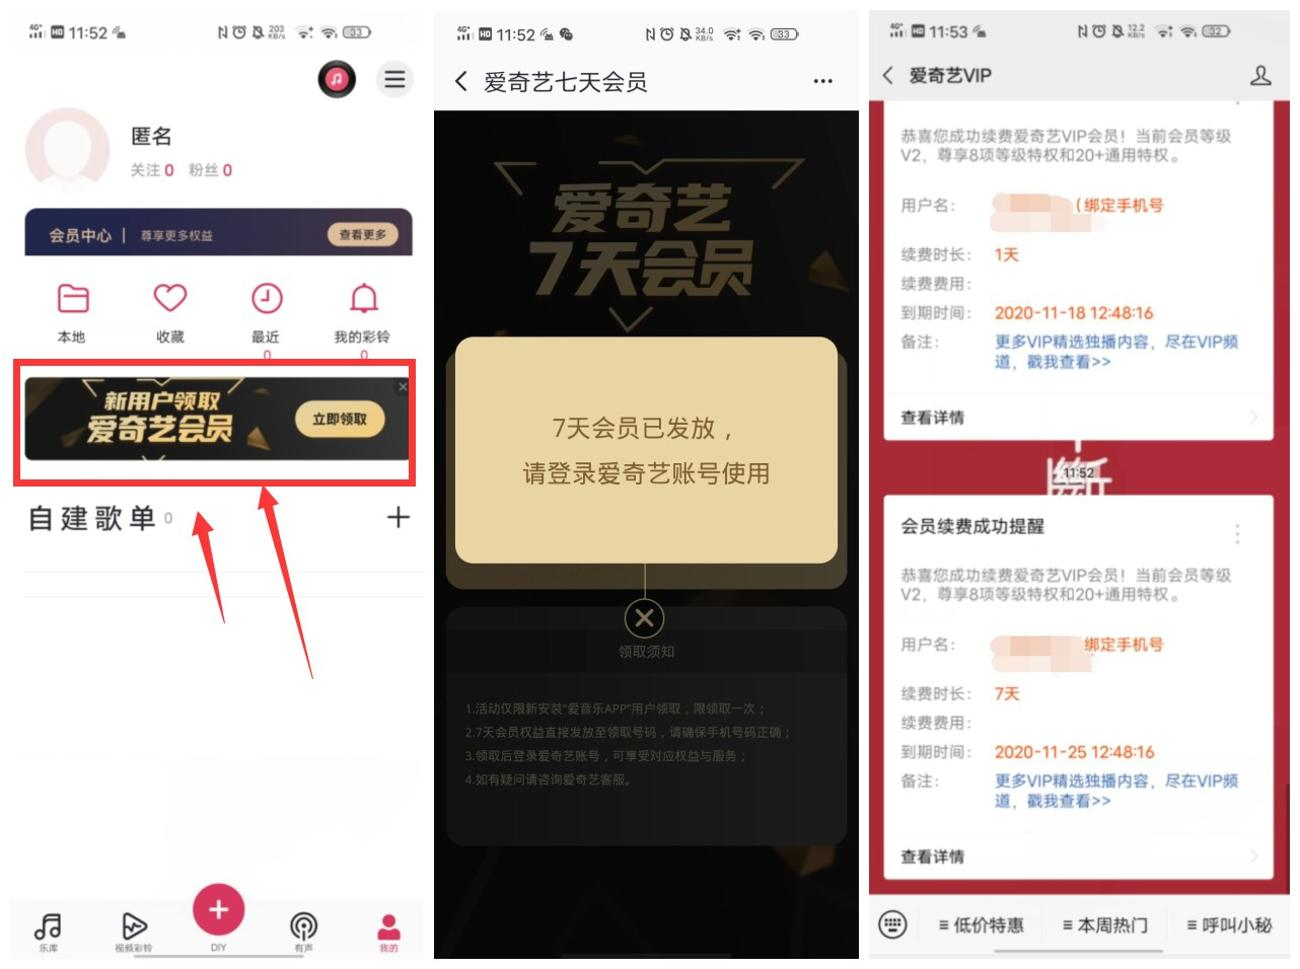 4G HD 11:52
203 KB/s 33
匿名
关注 0 粉丝 0
会员中心 | 尊享更多权益 查看更多
本地 收藏 最近 我的彩铃
0 0
新用户领取
爱奇艺会员
立即领取
自建歌单 0
乐库 视频彩铃 DIY 有声 我的
4G HD 11:52
34.0 KB/s 33
爱奇艺七天会员
爱奇艺
7天会员
7天会员已发放，
请登录爱奇艺账号使用
领取须知
1.活动仅限新安装“爱音乐APP”用户领取，限领取一次；
2.7天会员权益直接发放至领取号码，请确保手机号码正确；
3.领取后登录爱奇艺账号，可享受对应权益与服务；
4.如有疑问请咨询爱奇艺客服。
4G HD 11:53
12.2 KB/s 32
爱奇艺VIP
恭喜您成功续费爱奇艺VIP会员！当前会员等级
V2，尊享8项等级特权和20+通用特权。
用户名： （绑定手机号
续费时长： 1天
续费费用：
到期时间： 2020-11-18 12:48:16
备注： 更多VIP精选独播内容，尽在VIP频
道，戳我查看>>
查看详情
11:52
会员续费成功提醒
恭喜您成功续费爱奇艺VIP会员！当前会员等级
V2，尊享8项等级特权和20+通用特权。
用户名： 绑定手机号
续费时长： 7天
续费费用：
到期时间： 2020-11-25 12:48:16
备注： 更多VIP精选独播内容，尽在VIP频
道，戳我查看>>
查看详情
低价特惠 本周热门 呼叫小秘